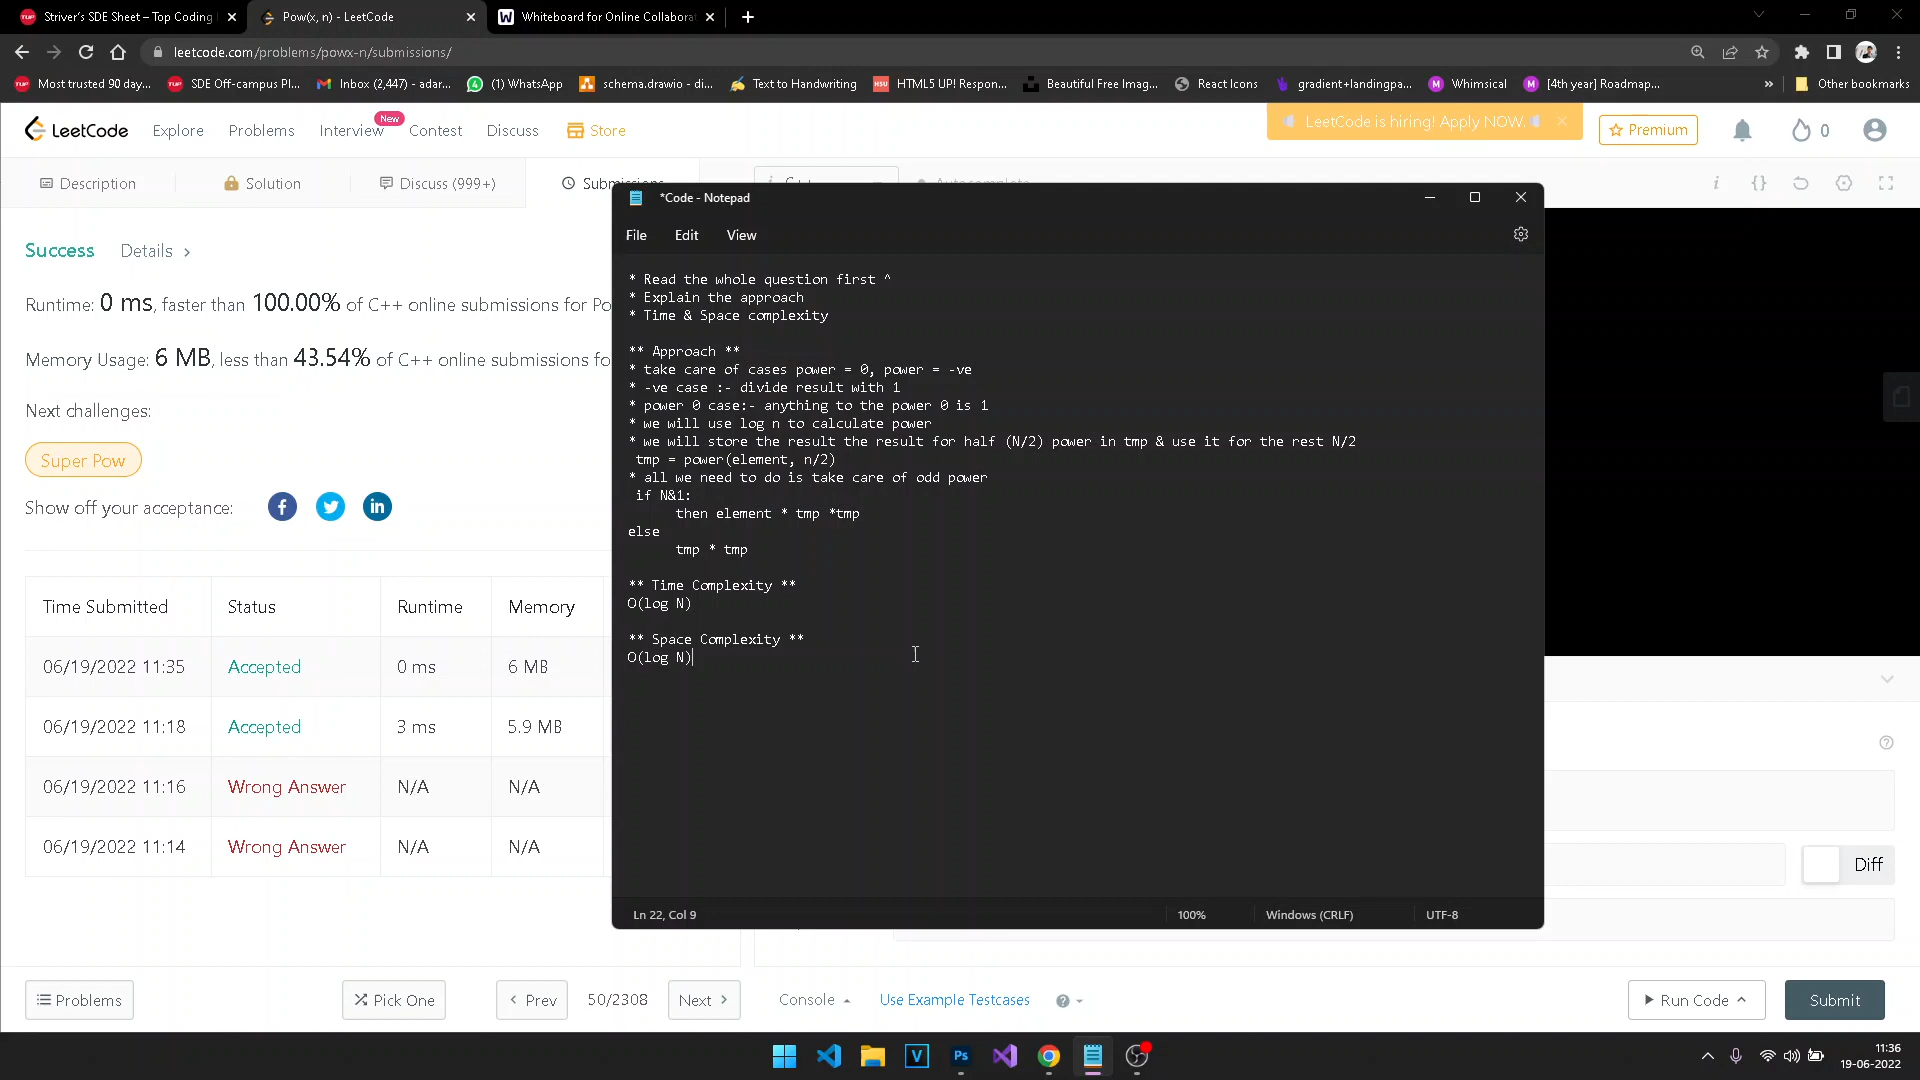 Striver's SDE Sheet – Top Coding
Pow(x, n) - LeetCode
Whiteboard for Online Collabora
leetcode.com/problems/powx-n/submissions/
Most trusted 90 day...
SDE Off-campus Pl...
Inbox (2,447) - adar...
(1) WhatsApp
schema.drawio - di...
Text to Handwriting
HTML5 UP! Respon...
Beautiful Free Imag...
React Icons
gradient+landingpa...
Whimsical
[4th year] Roadmap...
Other bookmarks
LeetCode
Explore
Problems
Interview
New
Contest
Discuss
Store
LeetCode is hiring! Apply NOW.
Premium
0
Description
Solution
Discuss (999+)
*Code - Notepad
File
Edit
View
Success
Details
Runtime: 0 ms, faster than 100.00% of C++ online submissions for Po
Memory Usage: 6 MB, less than 43.54% of C++ online submissions fo
Next challenges:
Super Pow
Show off your acceptance:
Time Submitted Status Runtime Memory
06/19/2022 11:35 Accepted 0 ms 6 MB
06/19/2022 11:18 Accepted 3 ms 5.9 MB
06/19/2022 11:16 Wrong Answer N/A N/A
06/19/2022 11:14 Wrong Answer N/A N/A
* Read the whole question first ^
* Explain the approach
* Time & Space complexity
** Approach **
* take care of cases power = 0, power = -ve
* -ve case :- divide result with 1
* power 0 case:- anything to the power 0 is 1
* we will use log n to calculate power
* we will store the result the result for half (N/2) power in tmp & use it for the rest N/2
tmp = power(element, n/2)
* all we need to do is take care of odd power
if N&1:
then element * tmp *tmp
else
tmp * tmp
** Time Complexity **
O(log N)
** Space Complexity **
O(log N)
Ln 22, Col 9
100%
Windows (CRLF)
UTF-8
Diff
Problems
Pick One
Prev
50/2308
Next
Console
Use Example Testcases
Run Code
Submit
11:36
19-06-2022